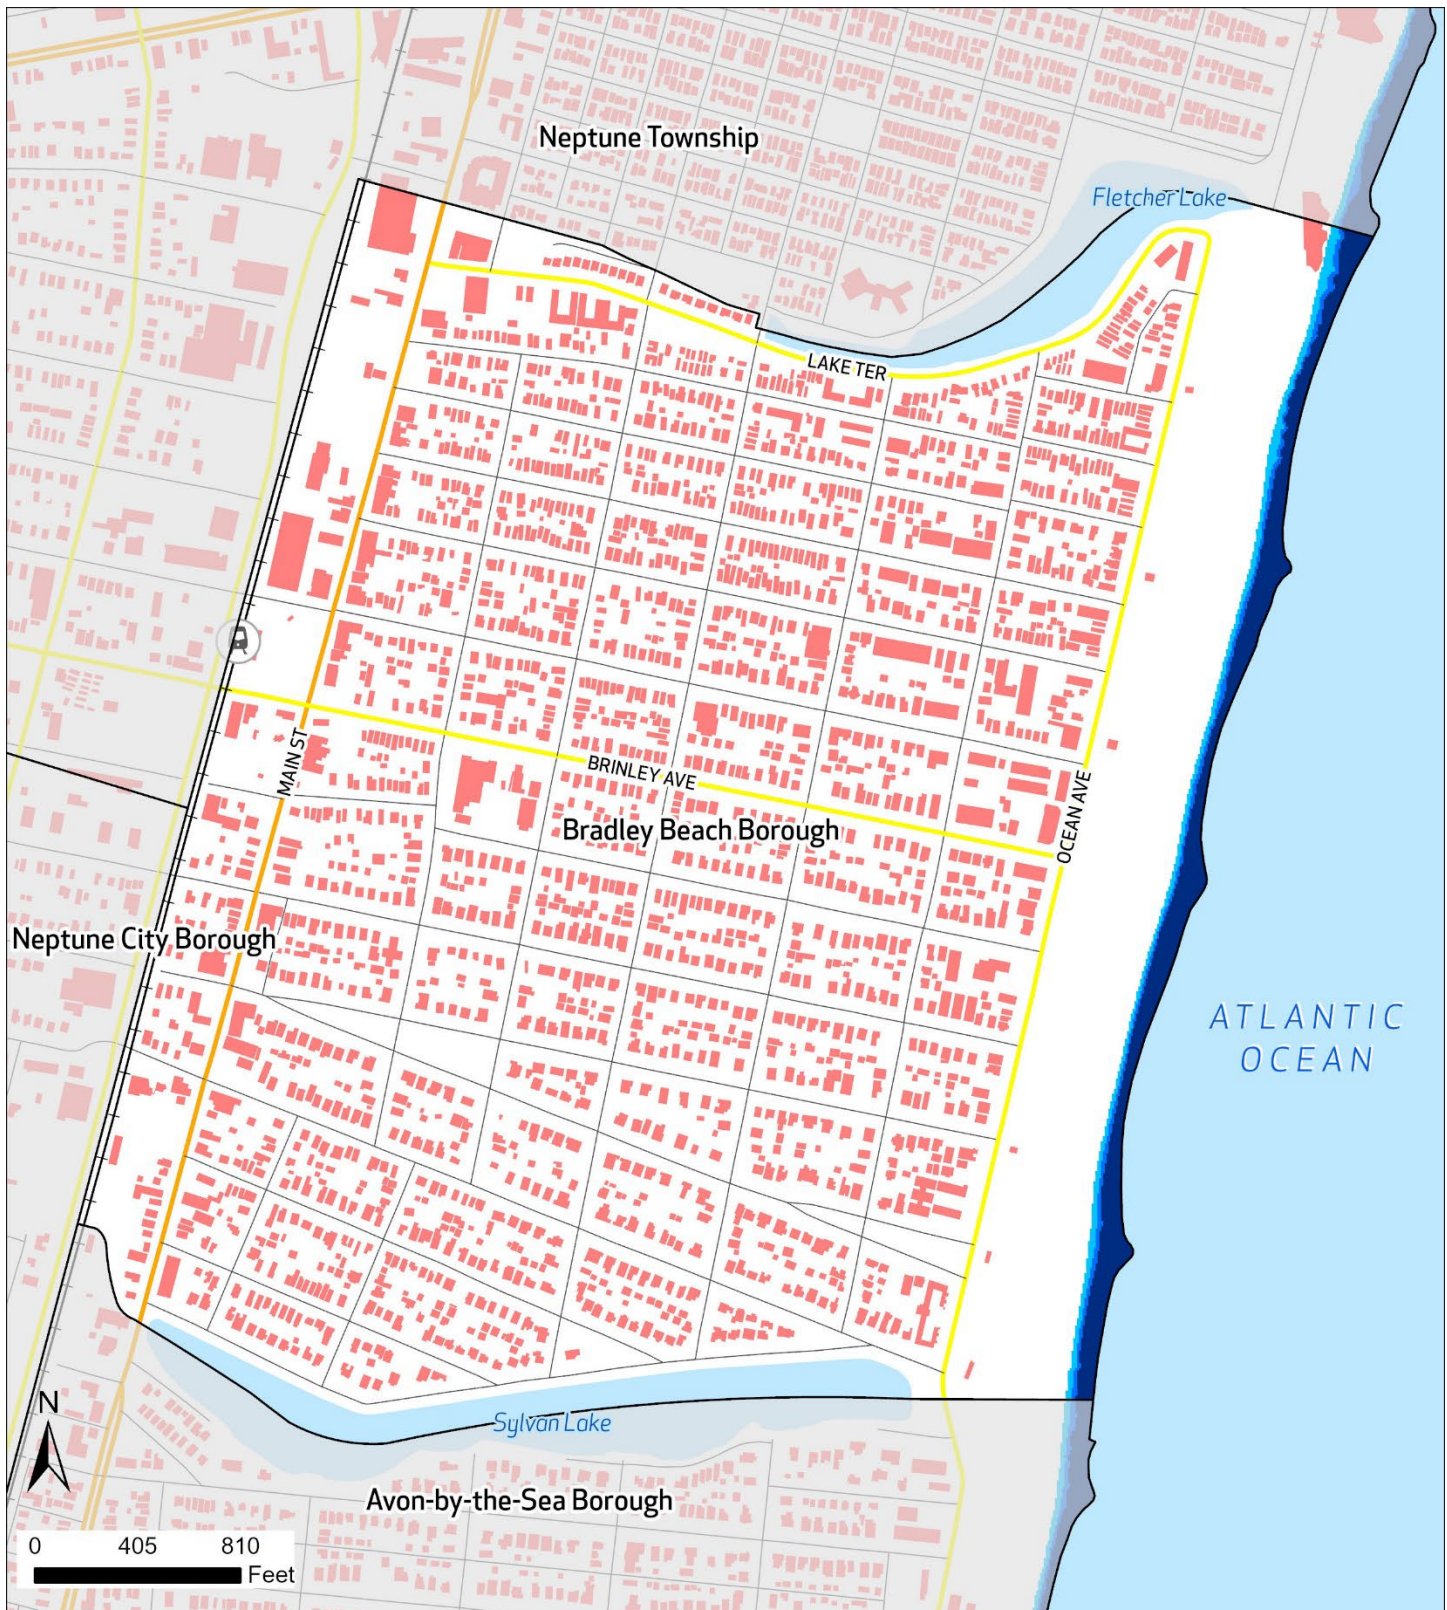 Neptune Township
Fletcher Lake
LAKE TER
MAIN ST
BRINLEY AVE
OCEAN AVE
Bradley Beach Borough
Neptune City Borough
ATLANTIC
OCEAN
N
Sylvan Lake
Avon-by-the-Sea Borough
0 405 810
Feet